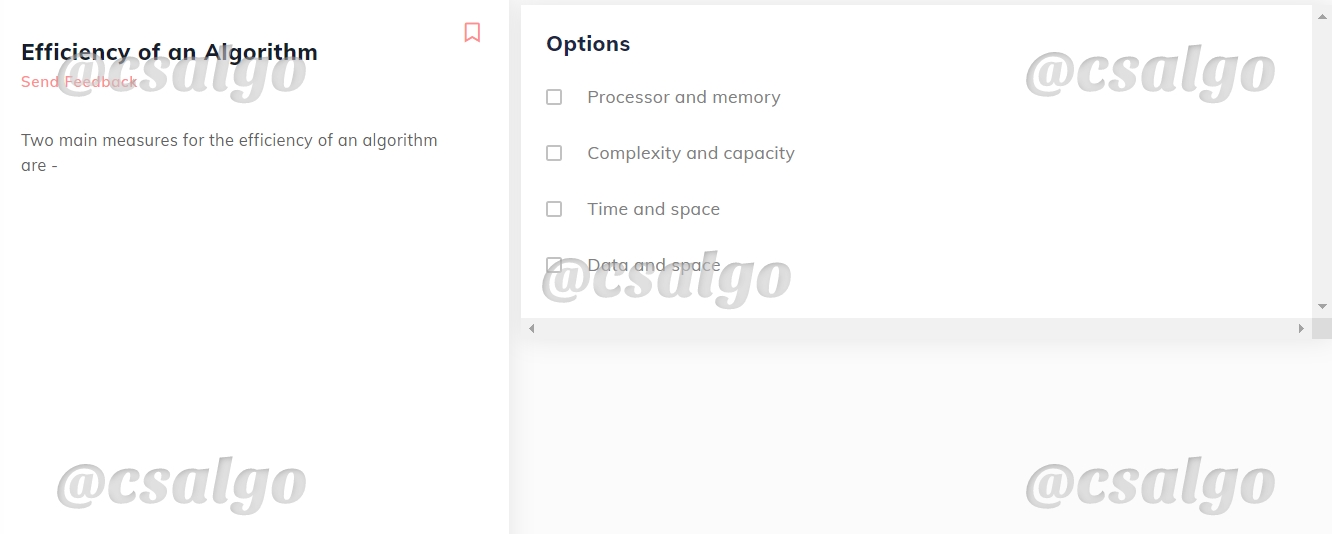 Efficiency of an Algorithm
Send Feedback
Two main measures for the efficiency of an algorithm
are -
Options
Processor and memory
Complexity and capacity
Time and space
Data and space
@csalgo
@csalgo
@csalgo
@csalgo
@csalgo